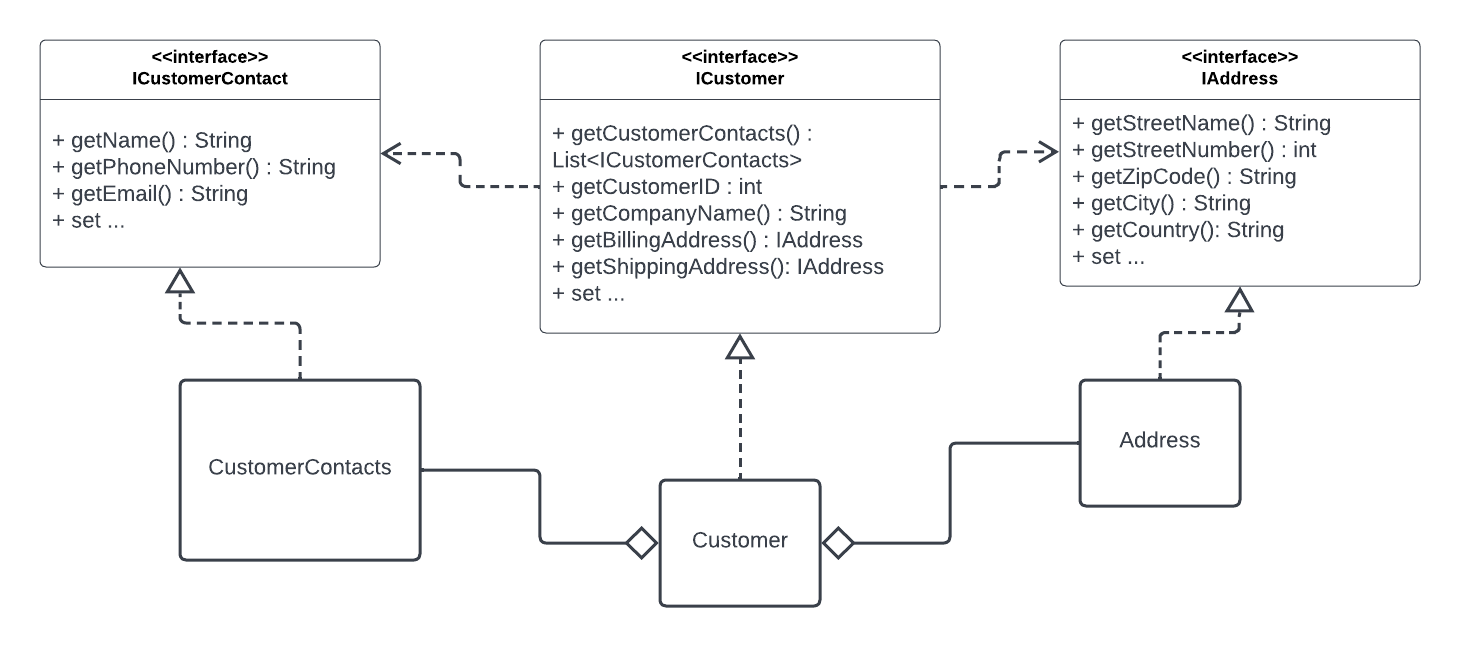 <<interface>>
ICustomerContact
+ getName() : String
+ getPhoneNumber() : String
+ getEmail() : String
+ set ...
<<interface>>
ICustomer
+ getCustomerContacts() :
List<ICustomerContacts>
+ getCustomerID : int
+ getCompanyName() : String
+ getBillingAddress() : IAddress
+ getShippingAddress(): IAddress
+ set ...
<<interface>>
IAddress
+ getStreetName() : String
+ getStreetNumber() : int
+ getZipCode() : String
+ getCity() : String
+ getCountry(): String
+ set ...
CustomerContacts
Customer
Address